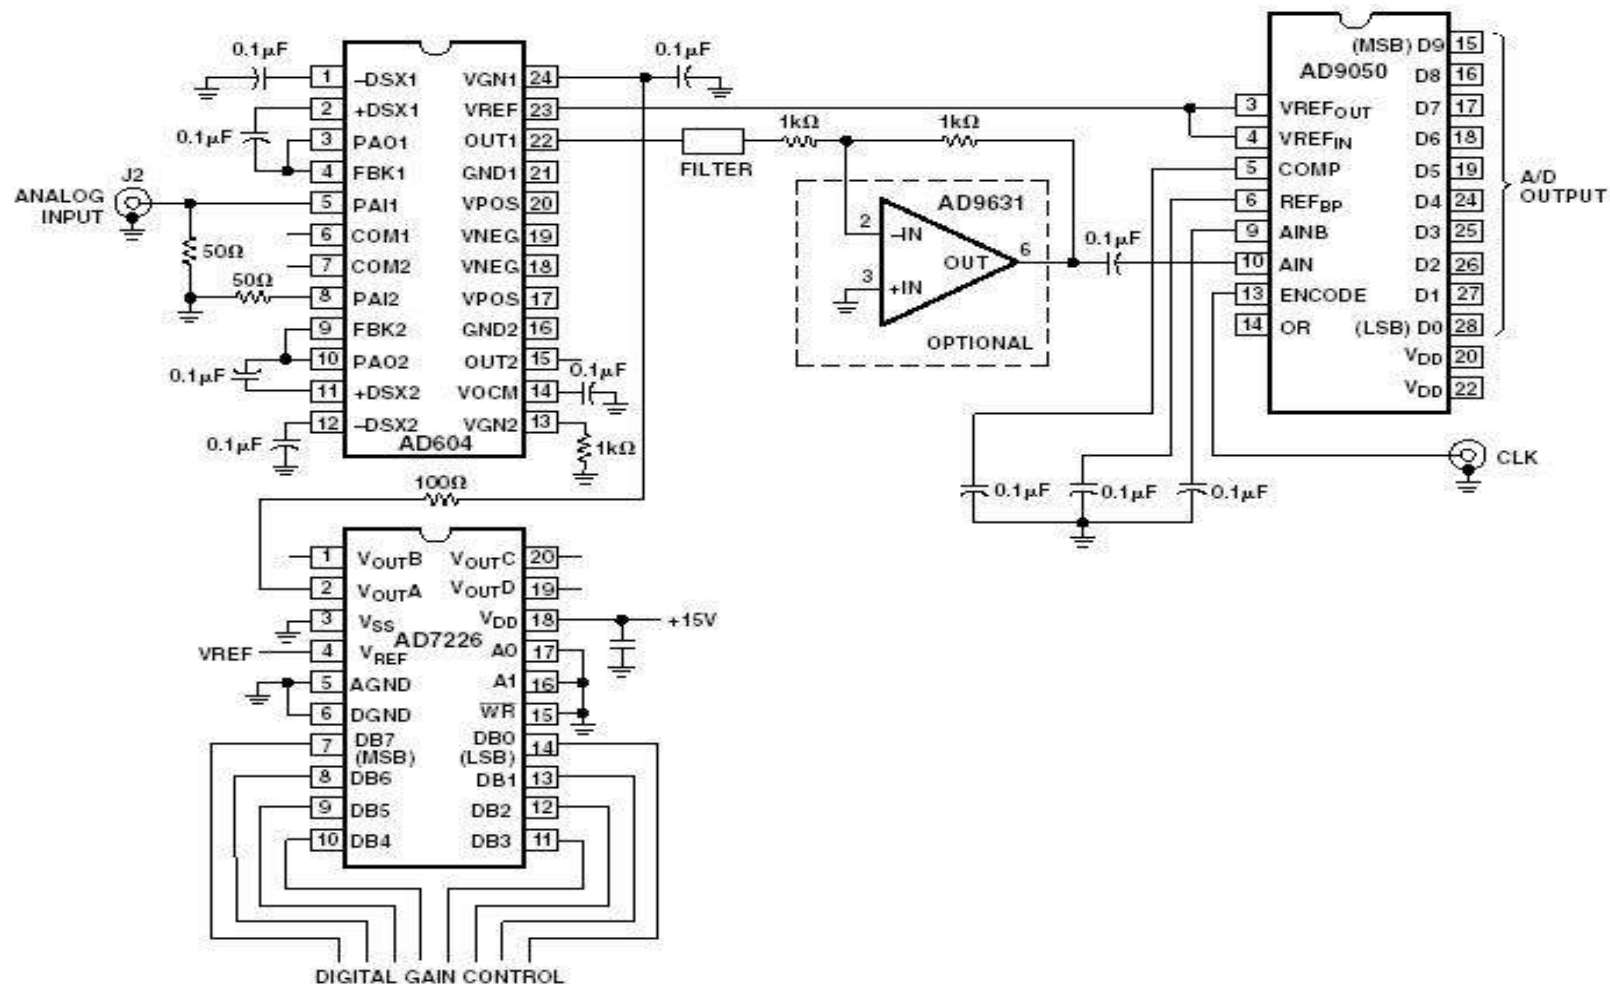 0.1µF
0.1µF
1 –DSX1 VGN1 24
2 +DSX1 VREF 23
0.1µF
3 PAO1 OUT1 22
4 FBK1 GND1 21
J2
ANALOG INPUT
5 PAI1 VPOS 20
6 COM1 VNEG 19
50Ω
7 COM2 VNEG 18
50Ω
8 PAI2 VPOS 17
9 FBK2 GND2 16
10 PAO2 OUT2 15
0.1µF
0.1µF
11 +DSX2 VOCM 14
12 –DSX2 VGN2 13
0.1µF
AD604
1kΩ
100Ω
FILTER
1kΩ
1kΩ
AD9631
2 –IN
OUT 6
3 +IN
OPTIONAL
0.1µF
(MSB) D9 15
AD9050 D8 16
3 VREFOUT D7 17
4 VREFIN D6 18
5 COMP D5 19
6 REFBP D4 24
9 AINB D3 25
10 AIN D2 26
13 ENCODE D1 27
14 OR (LSB) D0 28
VDD 20
VDD 22
A/D
OUTPUT
CLK
0.1µF 0.1µF 0.1µF
1 VOUTB VOUTC 20
2 VOUTA VOUTD 19
3 VSS VDD 18
+15V
AD7226
VREF
4 VREF A0 17
5 AGND A1 16
6 DGND WR 15
7 DB7 DB0 14
(MSB) (LSB)
8 DB6 DB1 13
9 DB5 DB2 12
10 DB4 DB3 11
DIGITAL GAIN CONTROL